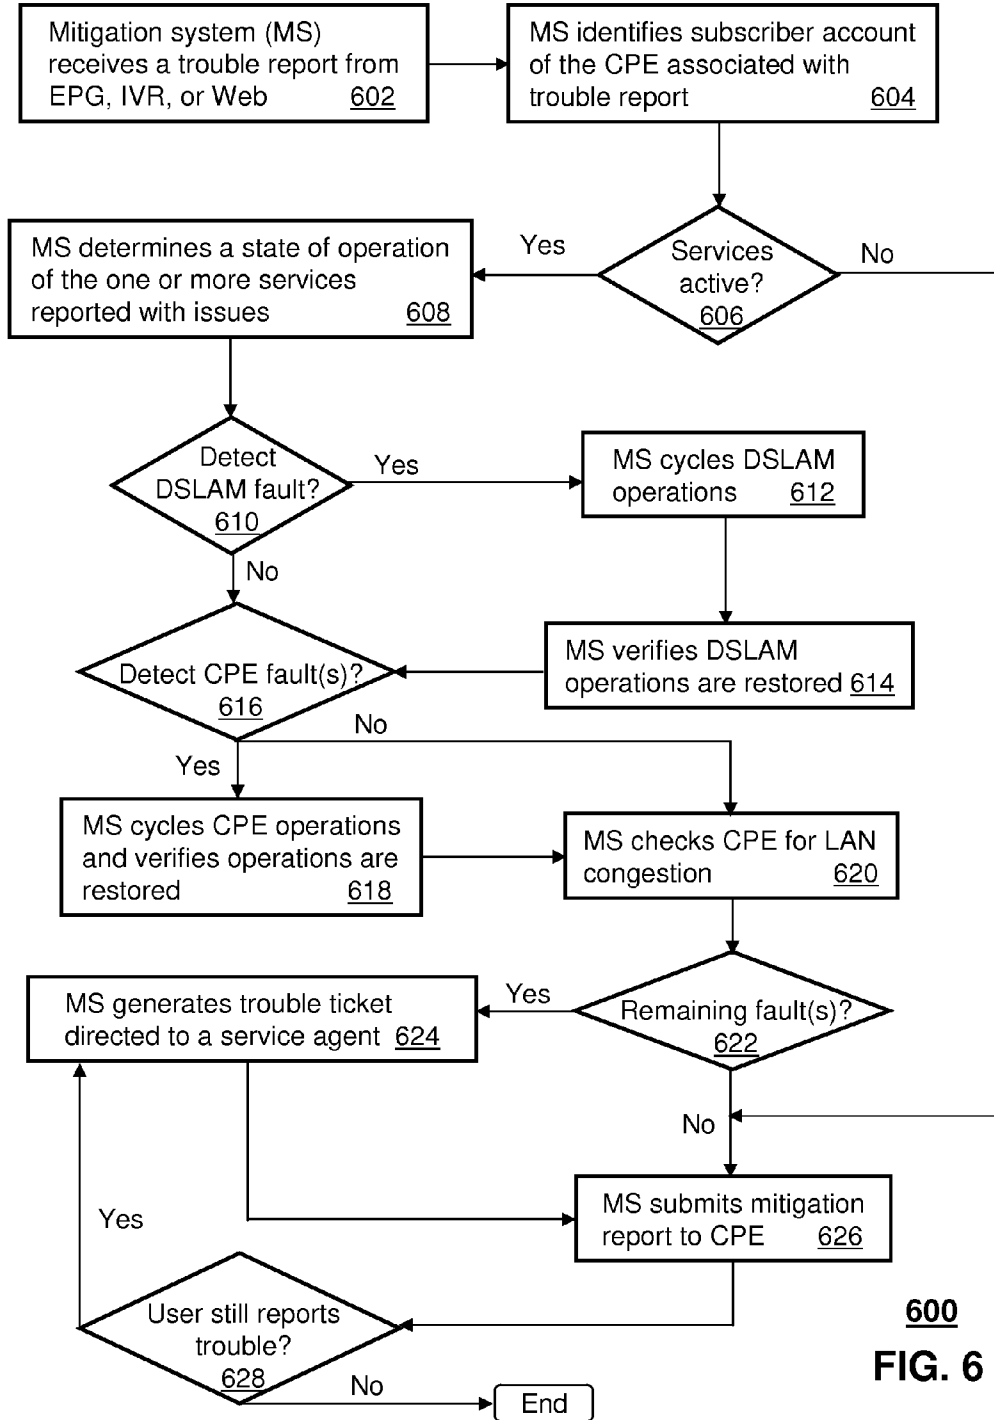 Mitigation system (MS)
receives a trouble report from
EPG, IVR, or Web 602
MS identifies subscriber account
of the CPE associated with
trouble report 604
Services
active?
606
Yes
No
MS determines a state of operation
of the one or more services
reported with issues 608
Detect
DSLAM fault?
610
Yes
No
MS cycles DSLAM
operations 612
MS verifies DSLAM
operations are restored 614
Detect CPE fault(s)?
616
No
Yes
MS cycles CPE operations
and verifies operations are
restored 618
MS checks CPE for LAN
congestion 620
Remaining fault(s)?
622
Yes
No
MS generates trouble ticket
directed to a service agent 624
MS submits mitigation
report to CPE 626
Yes
User still reports
trouble?
628
No
End
600
FIG. 6